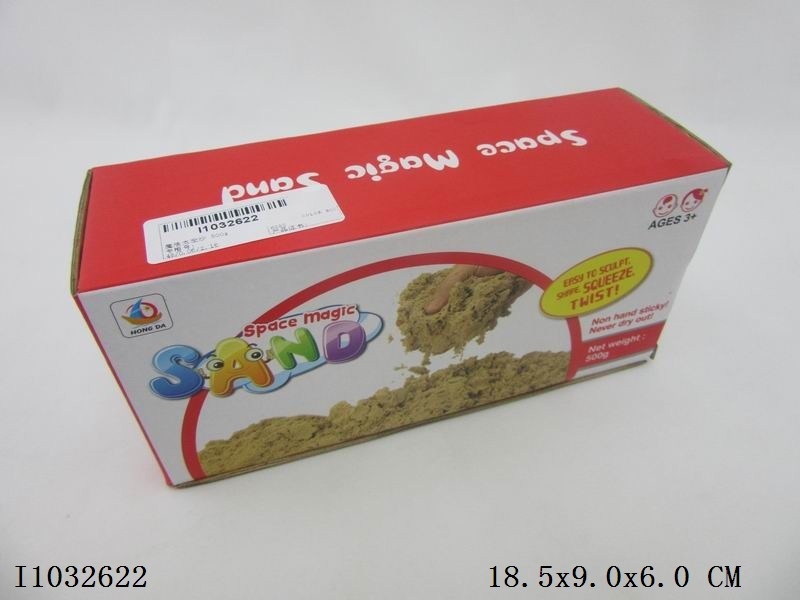 Space Magic Sand
I1032622
AGES 3+
HONG DA
space magic
SAND
EASY TO SCULPT,
SHAPE, SQUEEZE,
TWIST!
Non hand sticky!
Never dry out!
Net weight :
500g
I1032622
18.5x9.0x6.0 CM